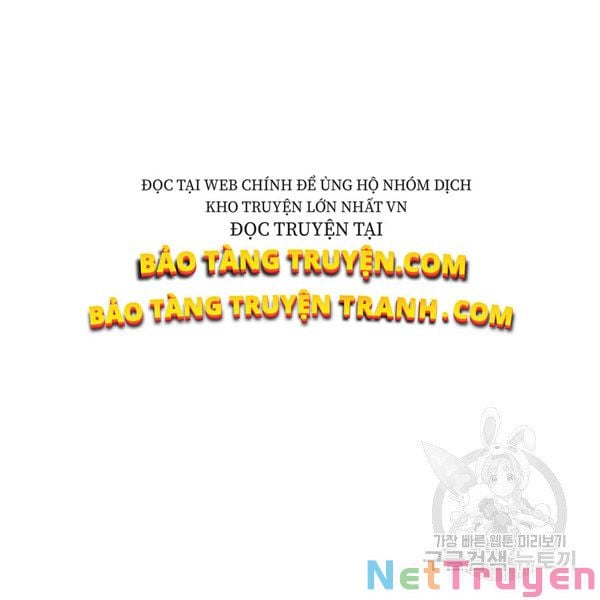 ĐỌC TẠI WEB CHÍNH ĐỂ ỦNG HỘ NHÓM DỊCH
KHO TRUYỆN LỚN NHẤT VN
ĐỌC TRUYỆN TẠI
BẢO TÀNG TRUYỆN.COM
BẢO TÀNG TRUYỆN TRANH.COM
가장 빠른 웹툰 미리보기
구글검색 뉴토끼
NetTruyen